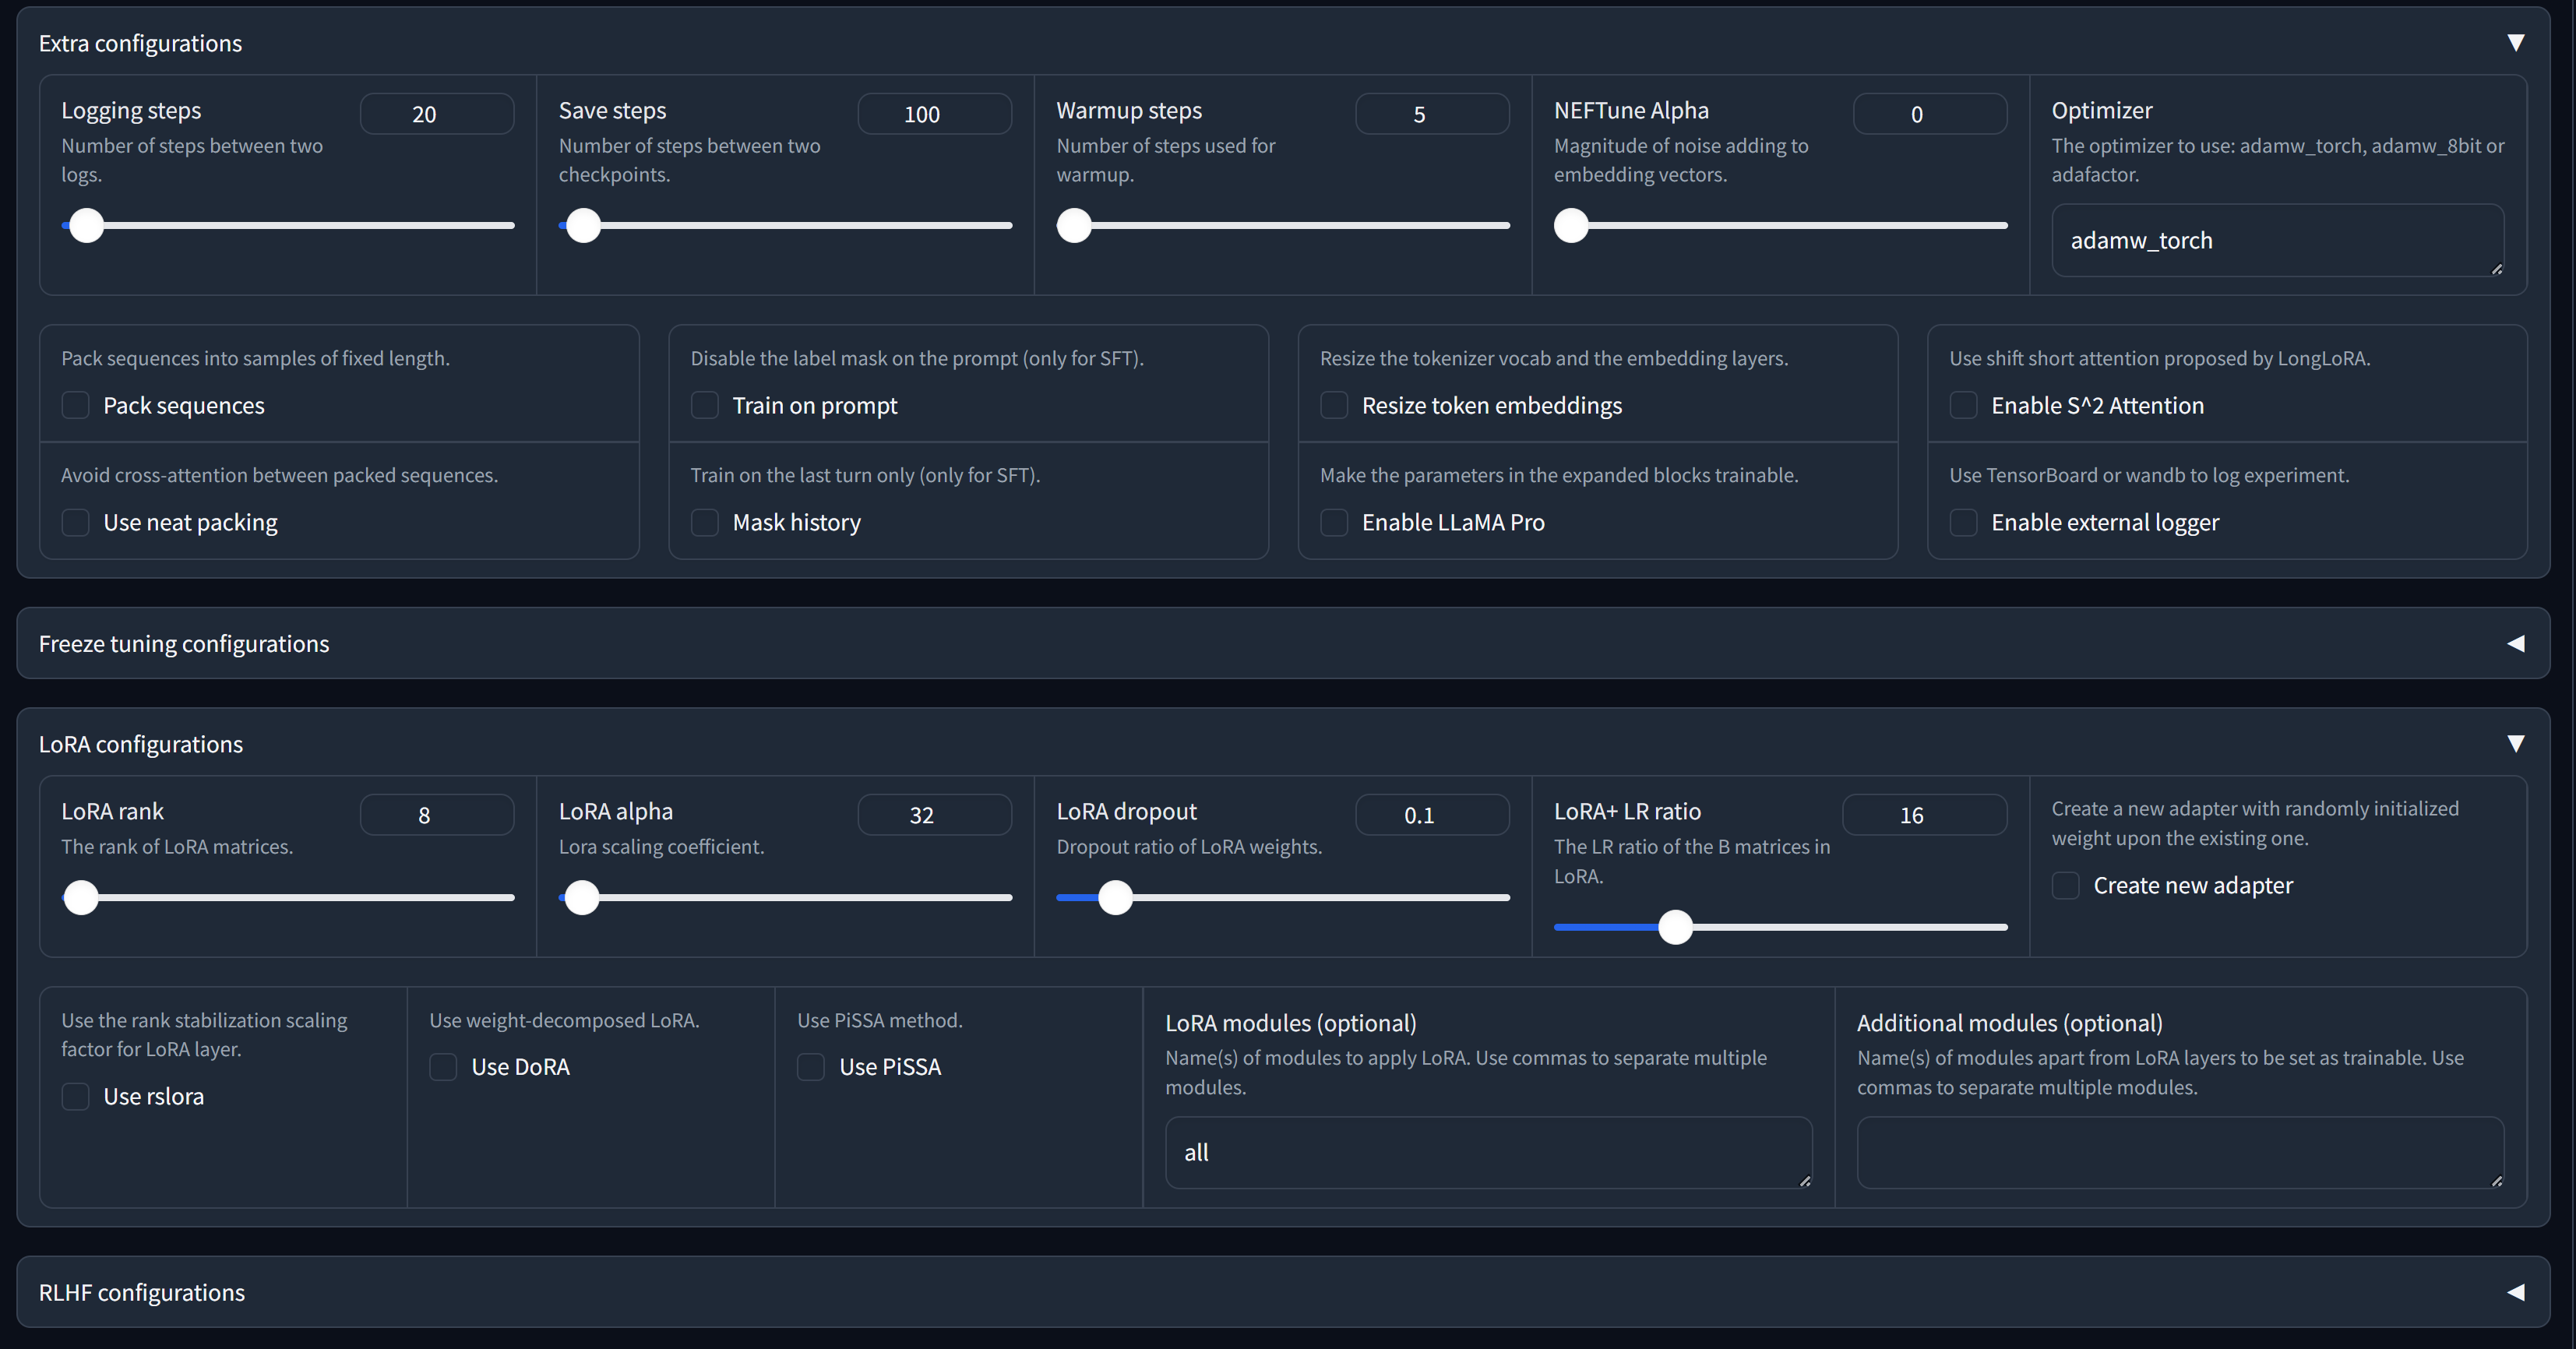 Extra configurations
▼
Logging steps
20
Number of steps between two
logs.
Save steps
100
Number of steps between two
checkpoints.
Warmup steps
5
Number of steps used for
warmup.
NEFTune Alpha
0
Magnitude of noise adding to
embedding vectors.
Optimizer
The optimizer to use: adamw_torch, adamw_8bit or
adafactor.
adamw_torch
Pack sequences into samples of fixed length.
Pack sequences
Avoid cross-attention between packed sequences.
Use neat packing
Disable the label mask on the prompt (only for SFT).
Train on prompt
Train on the last turn only (only for SFT).
Mask history
Resize the tokenizer vocab and the embedding layers.
Resize token embeddings
Make the parameters in the expanded blocks trainable.
Enable LLaMA Pro
Use shift short attention proposed by LongLoRA.
Enable S^2 Attention
Use TensorBoard or wandb to log experiment.
Enable external logger
Freeze tuning configurations
◀
LoRA configurations
▼
LoRA rank
8
The rank of LoRA matrices.
LoRA alpha
32
Lora scaling coefficient.
LoRA dropout
0.1
Dropout ratio of LoRA weights.
LoRA+ LR ratio
16
The LR ratio of the B matrices in
LoRA.
Create a new adapter with randomly initialized
weight upon the existing one.
Create new adapter
Use the rank stabilization scaling
factor for LoRA layer.
Use rslora
Use weight-decomposed LoRA.
Use DoRA
Use PiSSA method.
Use PiSSA
LoRA modules (optional)
Name(s) of modules to apply LoRA. Use commas to separate multiple
modules.
all
Additional modules (optional)
Name(s) of modules apart from LoRA layers to be set as trainable. Use
commas to separate multiple modules.
RLHF configurations
◀